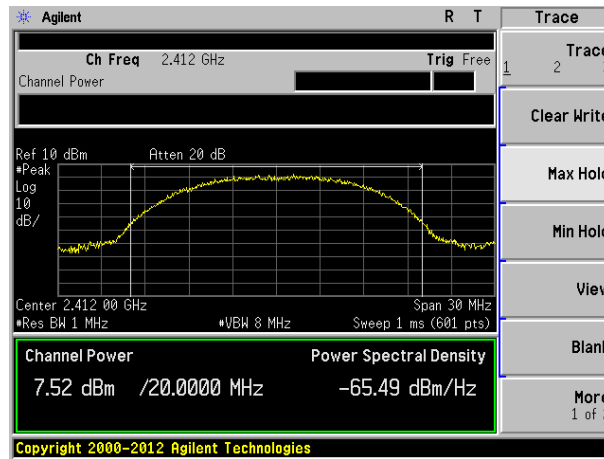 Agilent R T Trace
Ch Freq 2.412 GHz Trig Free
Channel Power
Trace
1 2
Clear Write
Max Hold
Min Hold
View
Blank
More
1 of
Ref 10 dBm Atten 20 dB
#Peak
Log
10
dB/
Center 2.412 00 GHz Span 30 MHz
#Res BW 1 MHz #VBW 8 MHz Sweep 1 ms (601 pts)
Channel Power Power Spectral Density
7.52 dBm /20.0000 MHz -65.49 dBm/Hz
Copyright 2000-2012 Agilent Technologies